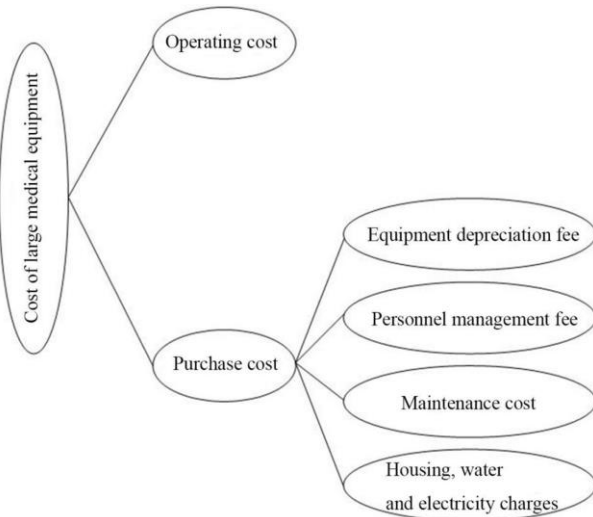 Cost of large medical equipment
Operating cost
Purchase cost
Equipment depreciation fee
Personnel management fee
Maintenance cost
Housing, water
and electricity charges